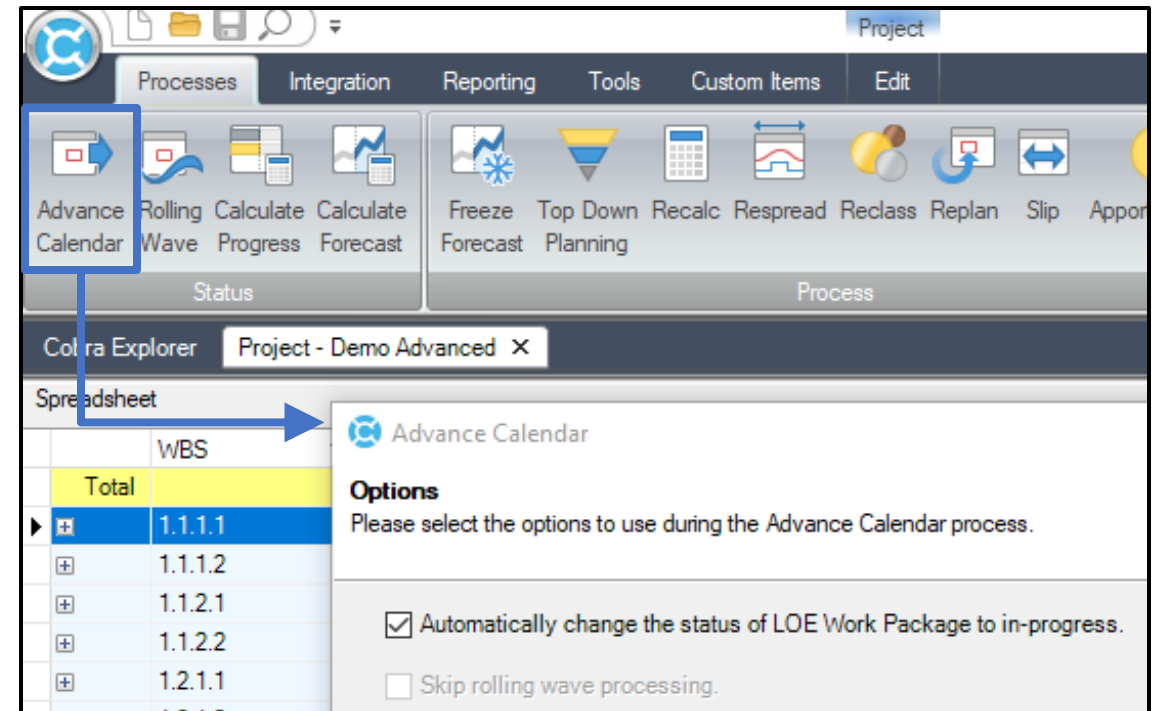 Project
Processes Integration Reporting Tools Custom Items Edit
Advance Calendar
Rolling Wave
Calculate Progress
Calculate Forecast
Freeze Forecast
Top Down Planning
Recalc
Respread
Reclass
Replan
Slip
Status
Process
Cobra Explorer
Project - Demo Advanced
Spreadsheet
WBS
Total
1.1.1.1
1.1.1.2
1.1.2.1
1.1.2.2
1.2.1.1
Advance Calendar
Options
Please select the options to use during the Advance Calendar process.
Automatically change the status of LOE Work Package to in-progress.
Skip rolling wave processing.